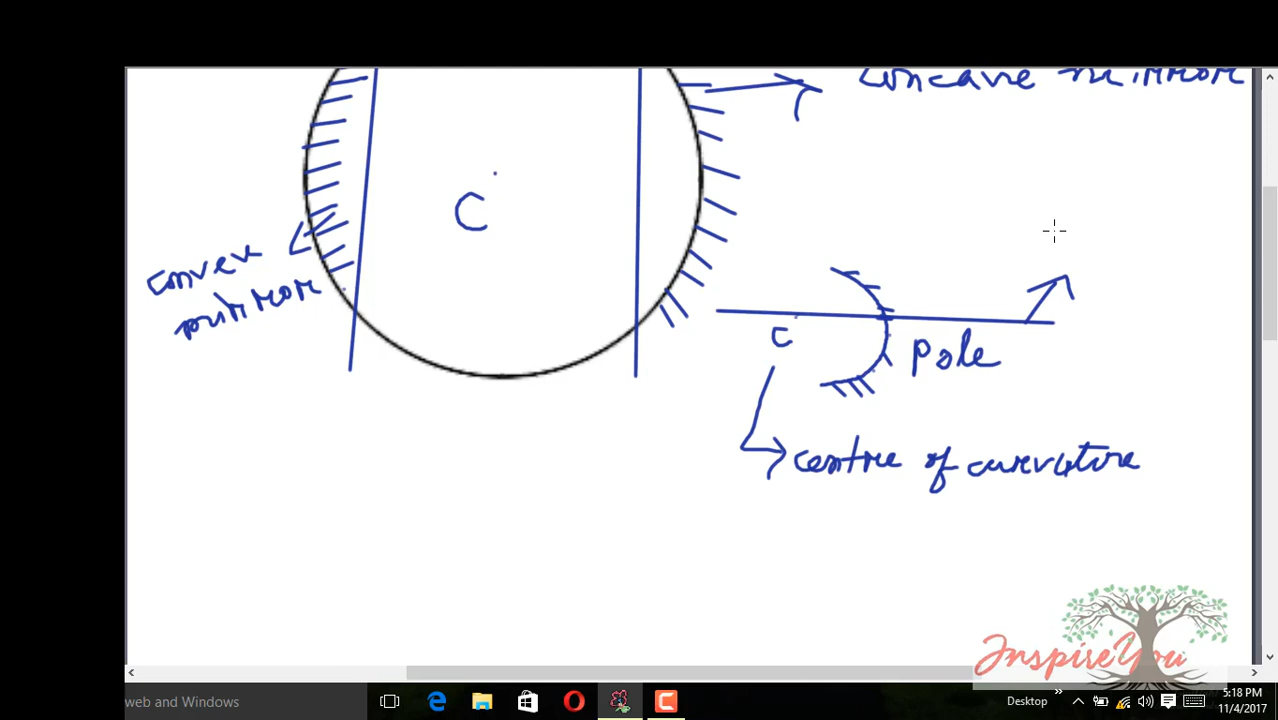 concave mirror
C
convex
mirror
C
pole
centre of curvature
InspireYou
web and Windows
Desktop
5:18 PM
11/4/2017